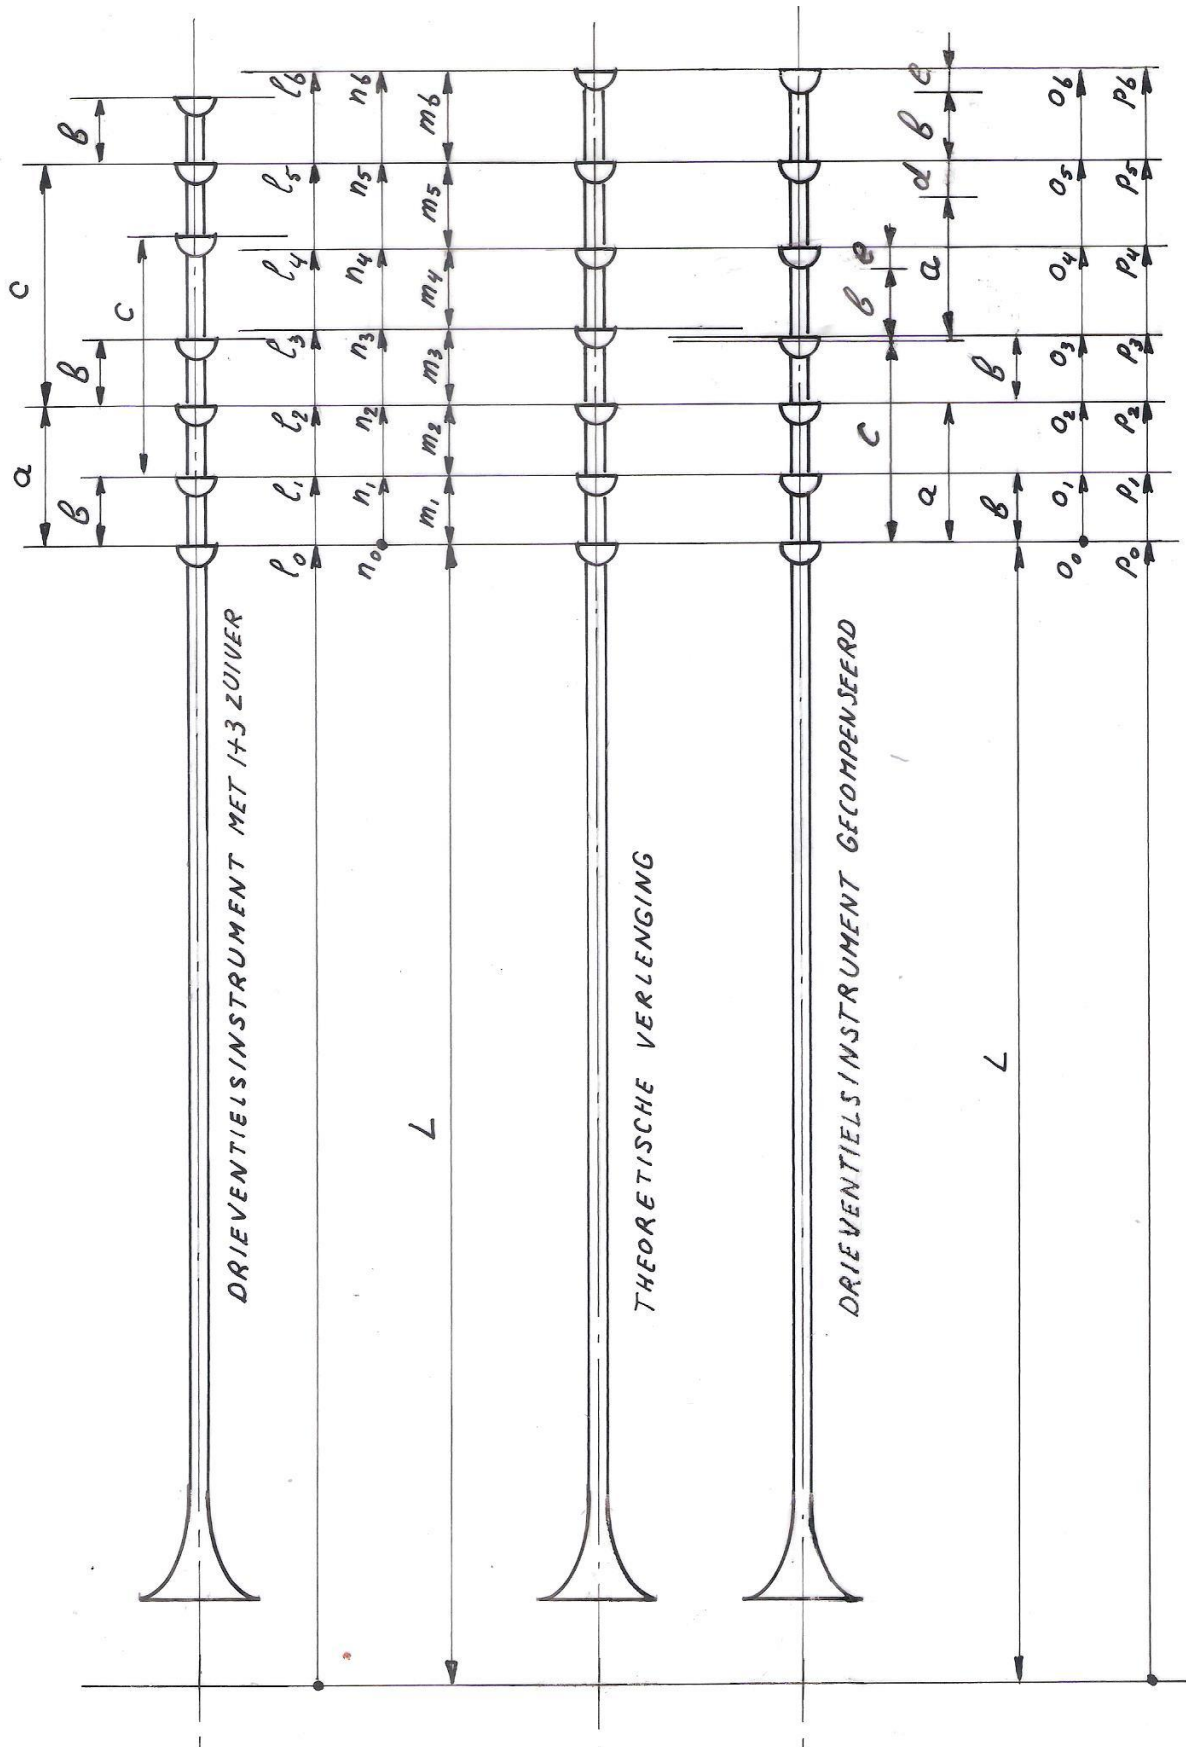 a
c
b
b
b
c
DRIEVENTIELSINSTRUMENT MET 1+3 ZUIVER
l₀ l₁ l₂ l₃ l₄ l₅ l₆
n₀ n₁ n₂ n₃ n₄ n₅ n₆
L m₁ m₂ m₃ m₄ m₅ m₆
THEORETISCHE VERLENGING
DRIEVENTIELSINSTRUMENT GECOMPENSEERD
c b e
a a d b e
L b b
o₀ o₁ o₂ o₃ o₄ o₅ o₆
p₀ p₁ p₂ p₃ p₄ p₅ p₆